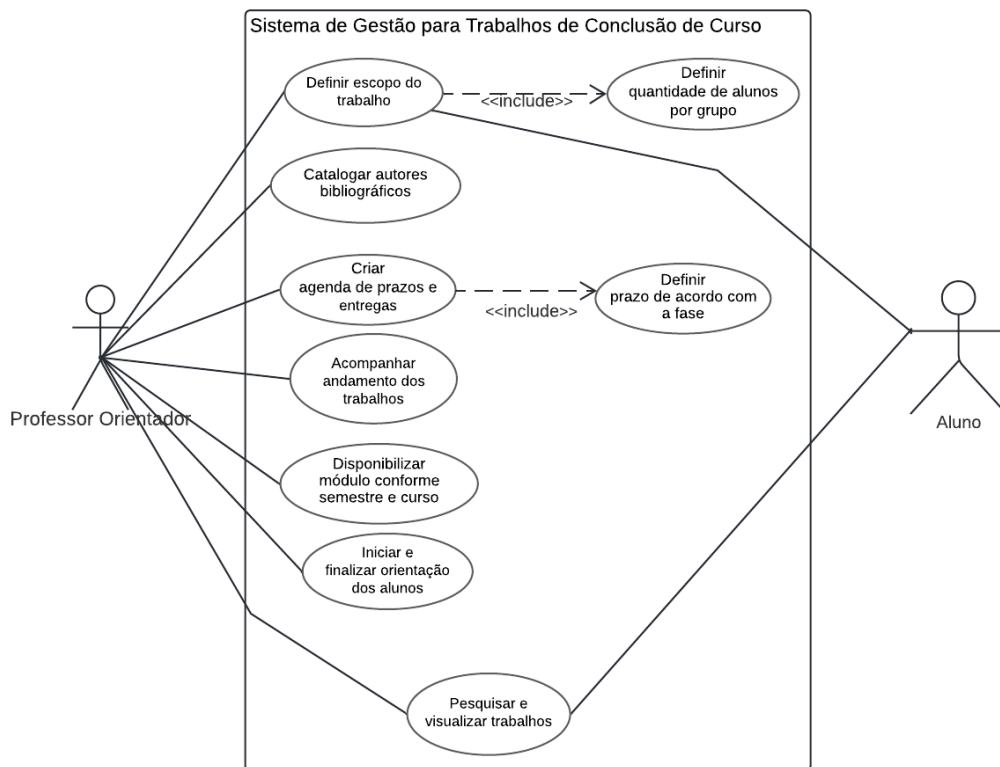 Sistema de Gestão para Trabalhos de Conclusão de Curso
Definir escopo do
trabalho
<<include>>
Definir
quantidade de alunos
por grupo
Catalogar autores
bibliográficos
Criar
agenda de prazos e
entregas
<<include>>
Definir
prazo de acordo com
a fase
Acompanhar
andamento dos
trabalhos
Professor Orientador
Aluno
Disponibilizar
módulo conforme
semestre e curso
Iniciar e
finalizar orientação
dos alunos
Pesquisar e
visualizar trabalhos